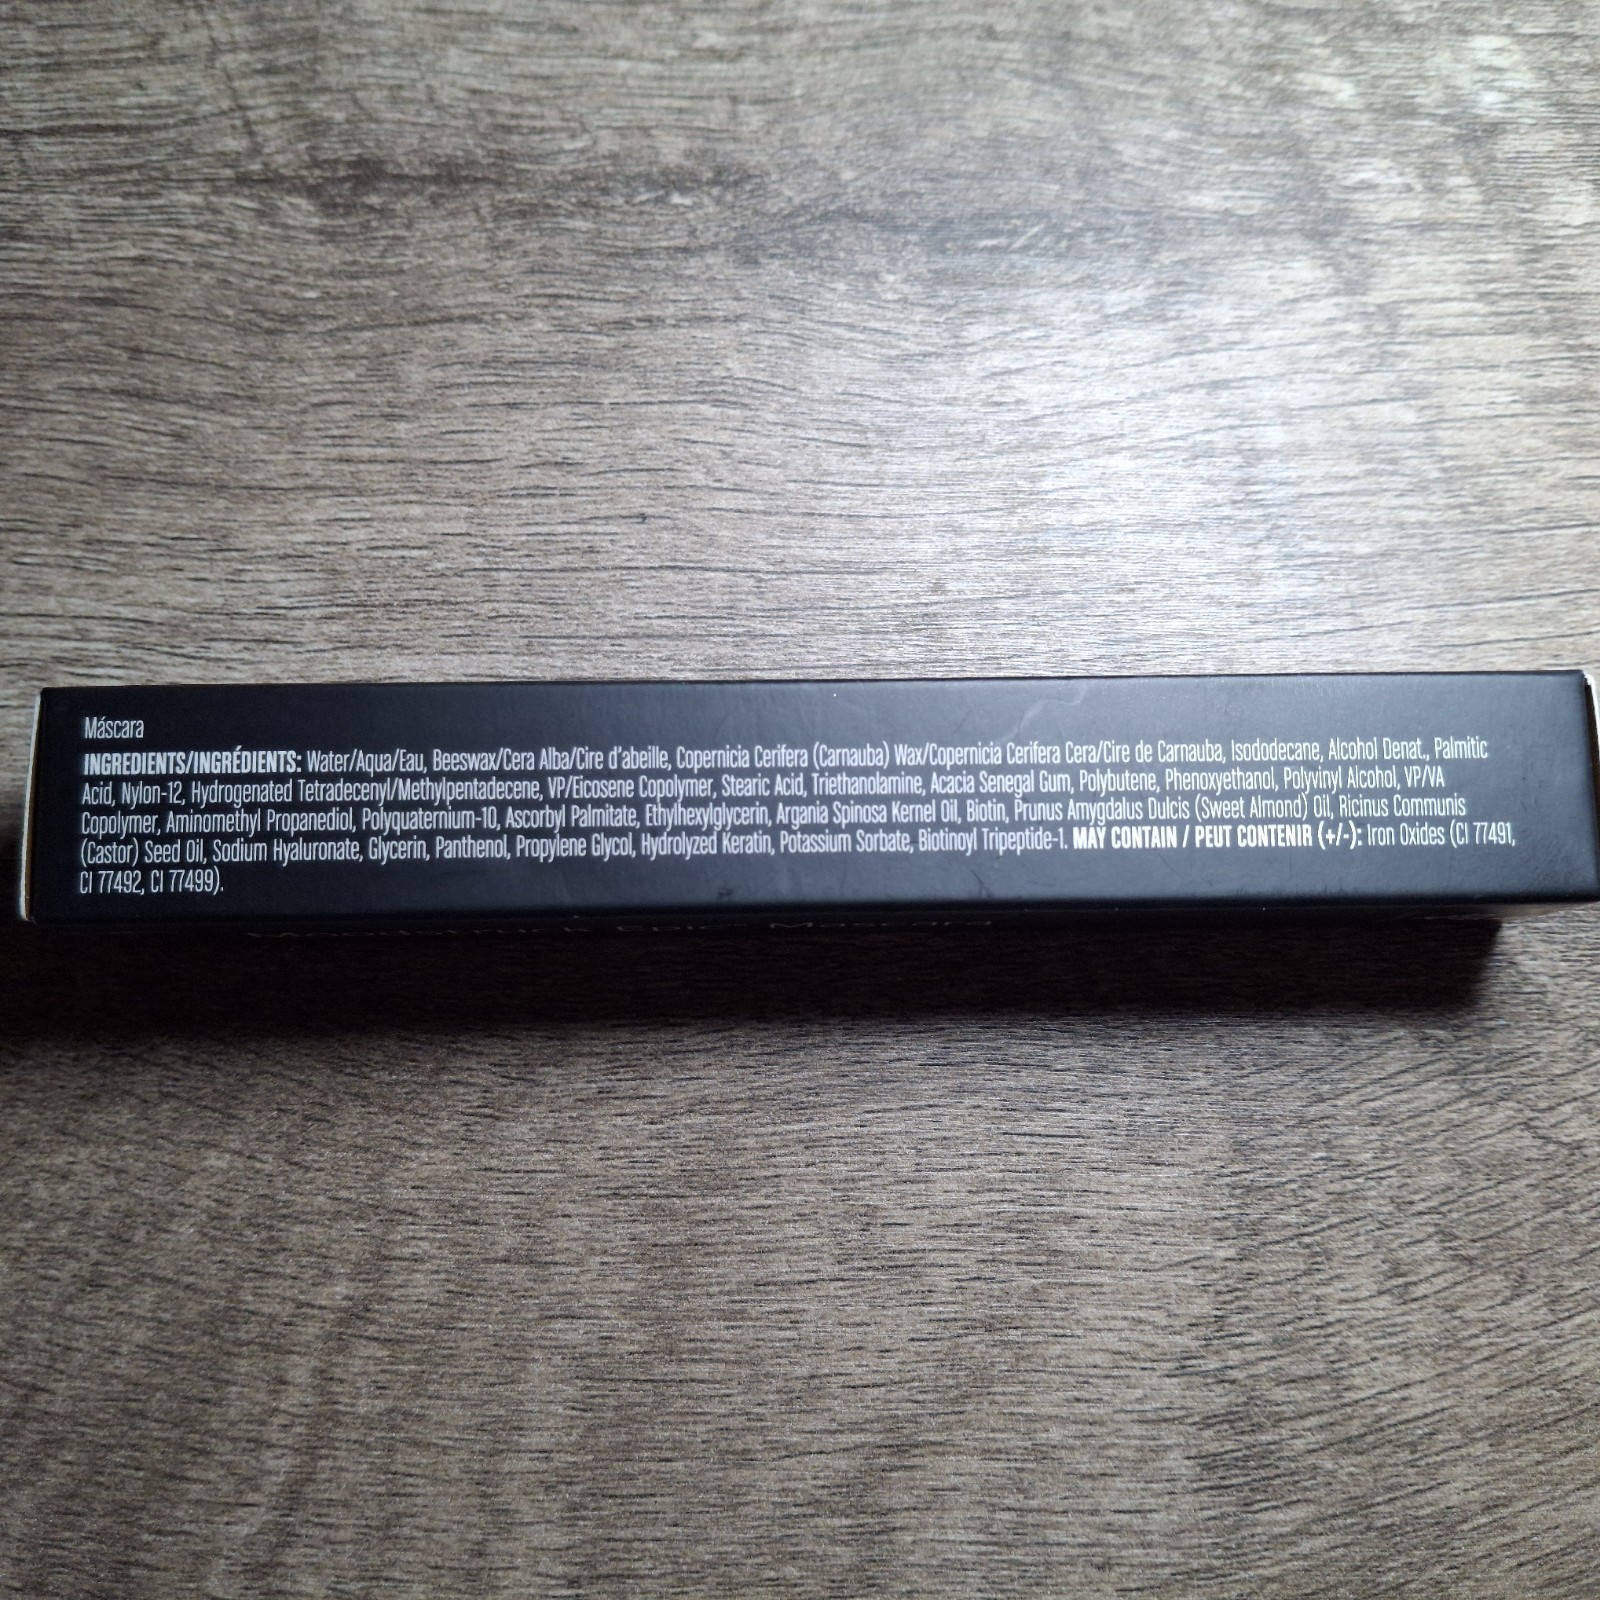 Máscara
INGREDIENTS/INGRÉDIENTS: Water/Aqua/Eau, Beeswax/Cera Alba/Cire d'abeille, Copernicia Cerifera (Carnauba) Wax/Copernicia Cerifera Cera/Cire de Carnauba, Isododecane, Alcohol Denat., Palmitic
Acid, Nylon-12, Hydrogenated Tetradecenyl/Methylpentadecene, VP/Eicosene Copolymer, Stearic Acid, Triethanolamine, Acacia Senegal Gum, Polybutene, Phenoxyethanol, Polyvinyl Alcohol, VP/VA
Copolymer, Aminomethyl Propanediol, Polyquaternium-10, Ascorbyl Palmitate, Ethylhexylglycerin, Argania Spinosa Kernel Oil, Biotin, Prunus Amygdalus Dulcis (Sweet Almond) Oil, Ricinus Communis
(Castor) Seed Oil, Sodium Hyaluronate, Glycerin, Panthenol, Propylene Glycol, Hydrolyzed Keratin, Potassium Sorbate, Biotinoyl Tripeptide-1. MAY CONTAIN / PEUT CONTENIR (+/-): Iron Oxides (CI 77491,
CI 77492, CI 77499).
Epic Mascara